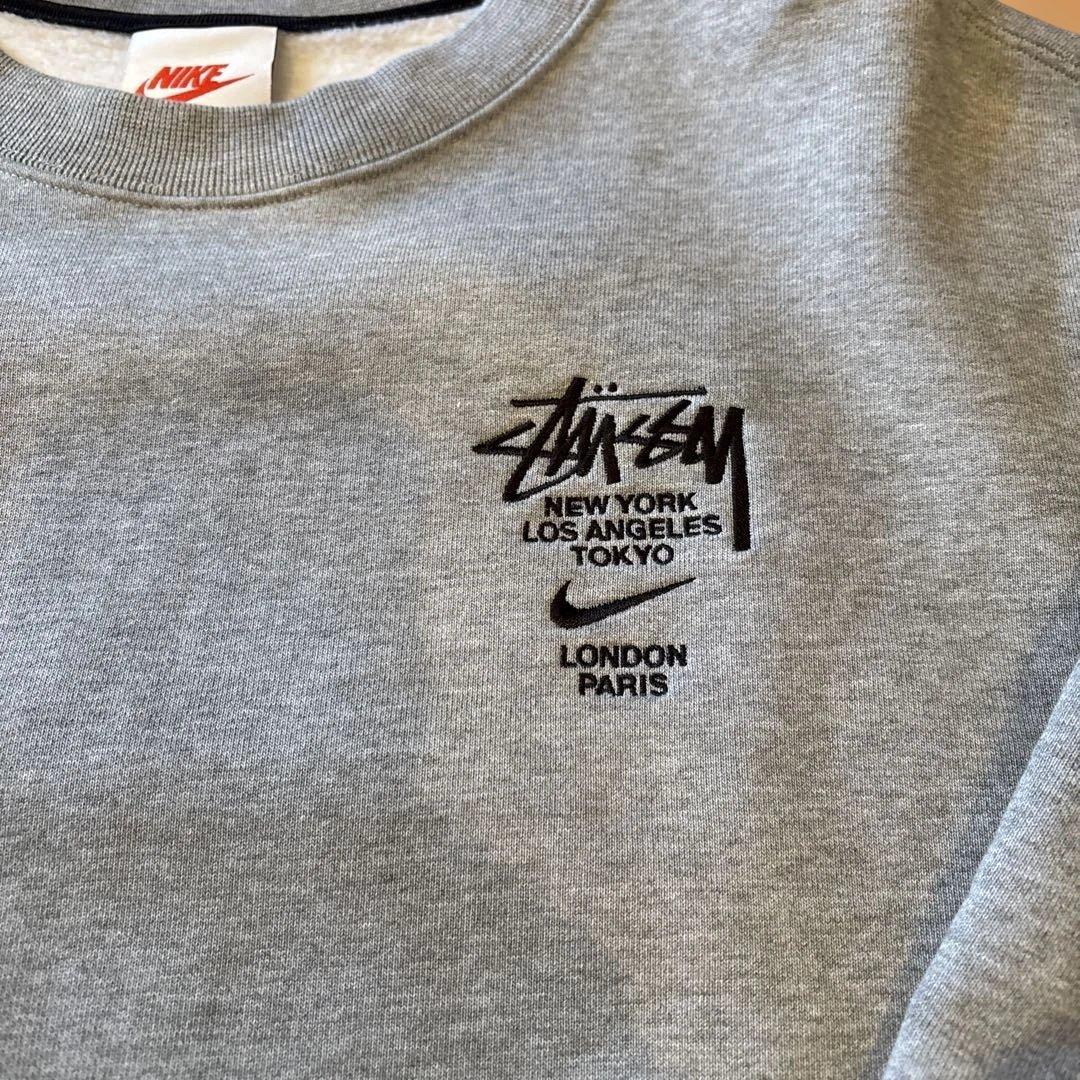 NIKE
STÜSSY
NEW YORK
LOS ANGELES
TOKYO
LONDON
PARIS